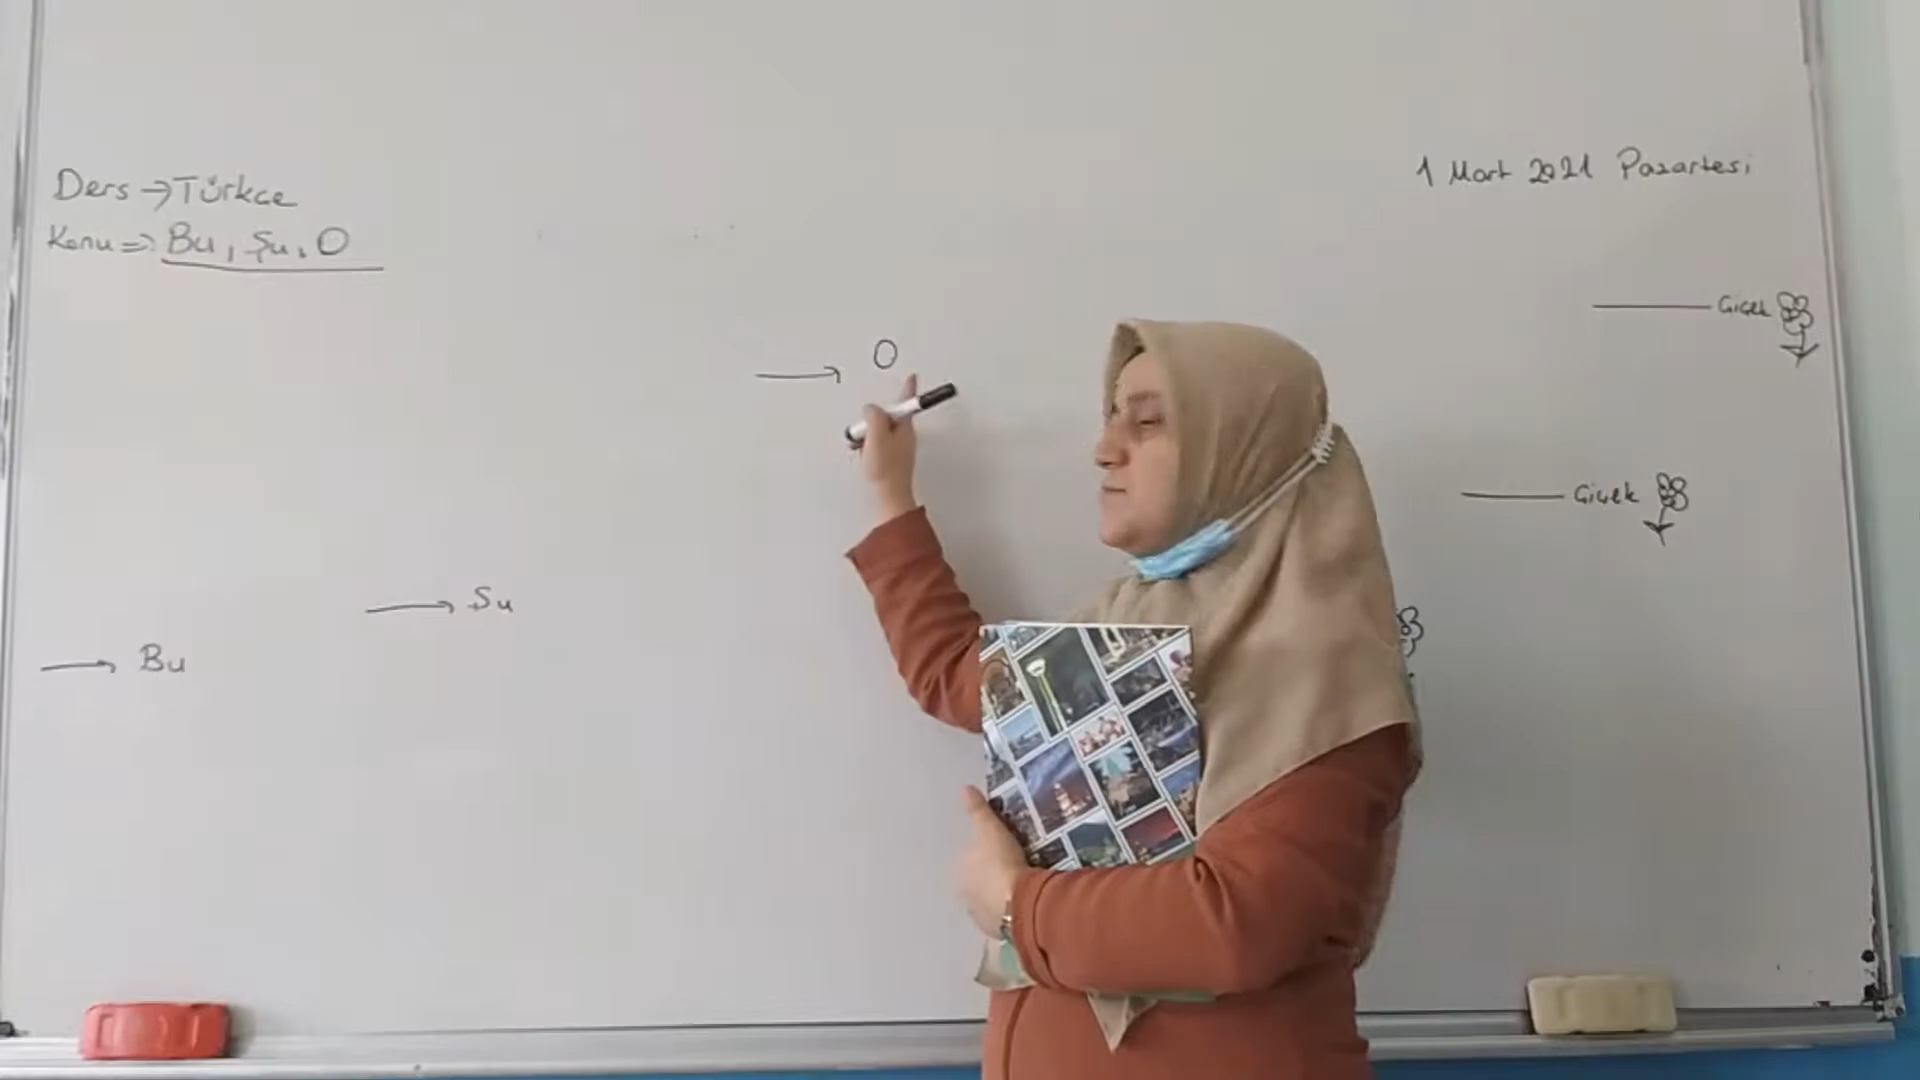 1 Mart 2021 Pazartesi
Ders → Türkçe
Konu => Bu, Şu, O
Çiçek
→ O
Çiçek
→ Şu
→ Bu